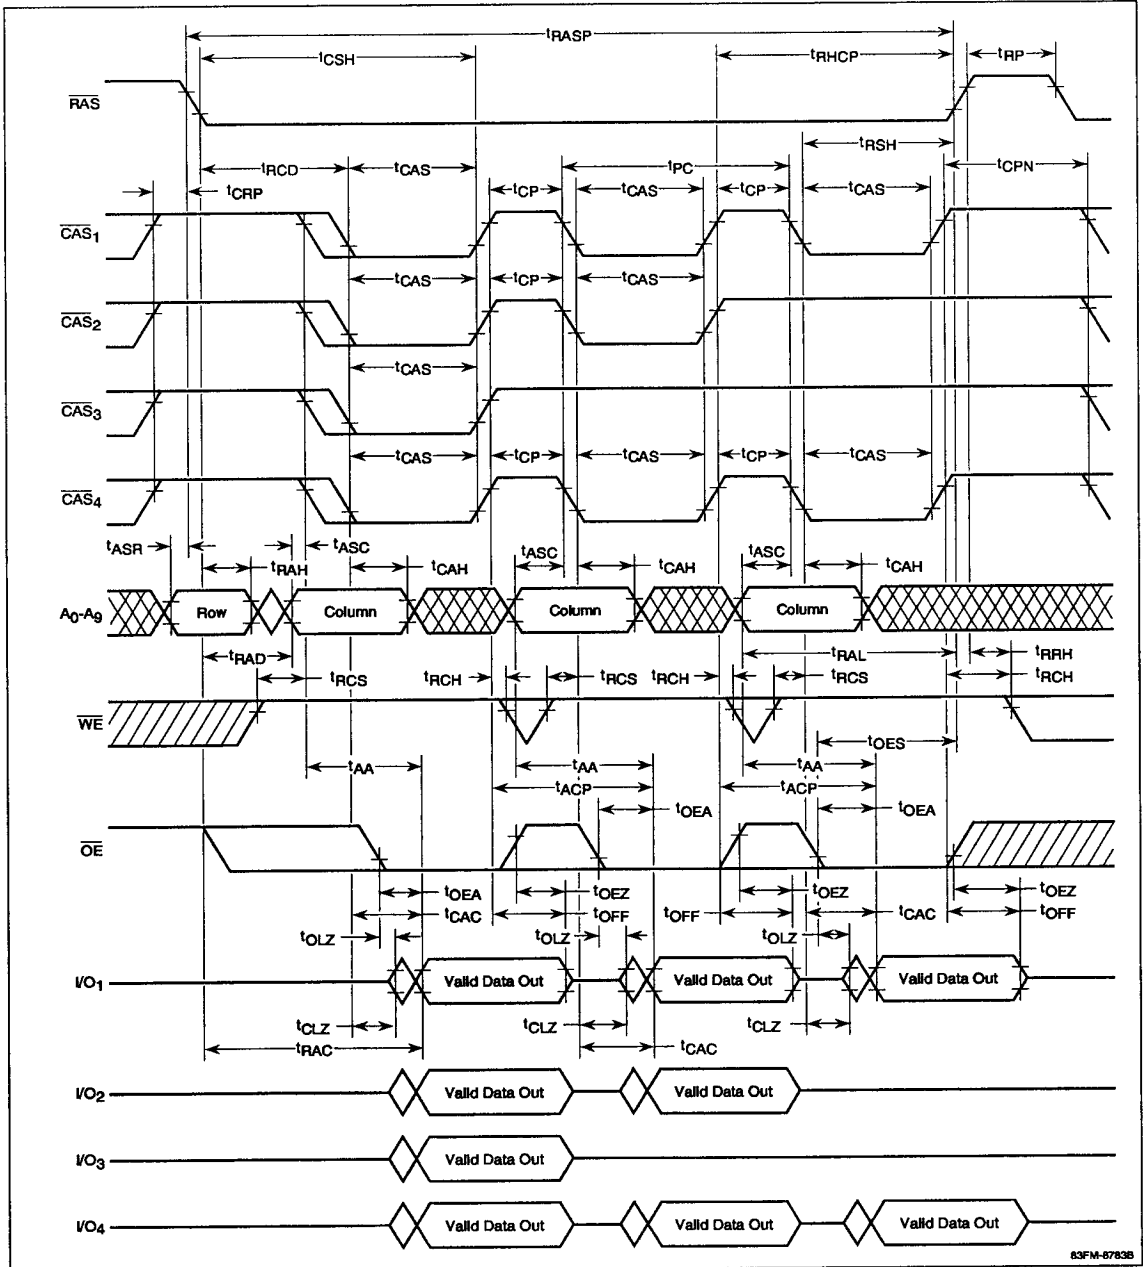 tRASP
tCSH
tRHCP
tRP
RAS
tRSH
tRCD
tCAS
tPC
tCPN
tCRP
tCP
tCAS
tCP
tCAS
CAS1
tCAS
tCP
tCAS
CAS2
tCAS
CAS3
tCAS
tCP
tCAS
tCP
tCAS
CAS4
tASR
tASC
tASC
tASC
tRAH
tCAH
tCAH
tCAH
A0-A9
Row
Column
Column
Column
tRAD
tRAL
tRRH
tRCS
tRCH
tRCS
tRCH
tRCS
tRCH
WE
tOES
tAA
tAA
tAA
tACP
tACP
tOEA
tOEA
OE
tOEA
tOEZ
tOEZ
tOEZ
tCAC
tOFF
tOFF
tCAC
tOFF
tOLZ
tOLZ
tOLZ
I/O1
Valid Data Out
Valid Data Out
Valid Data Out
tCLZ
tCLZ
tCLZ
tRAC
tCAC
I/O2
Valid Data Out
Valid Data Out
I/O3
Valid Data Out
I/O4
Valid Data Out
Valid Data Out
Valid Data Out
83FM-8783B